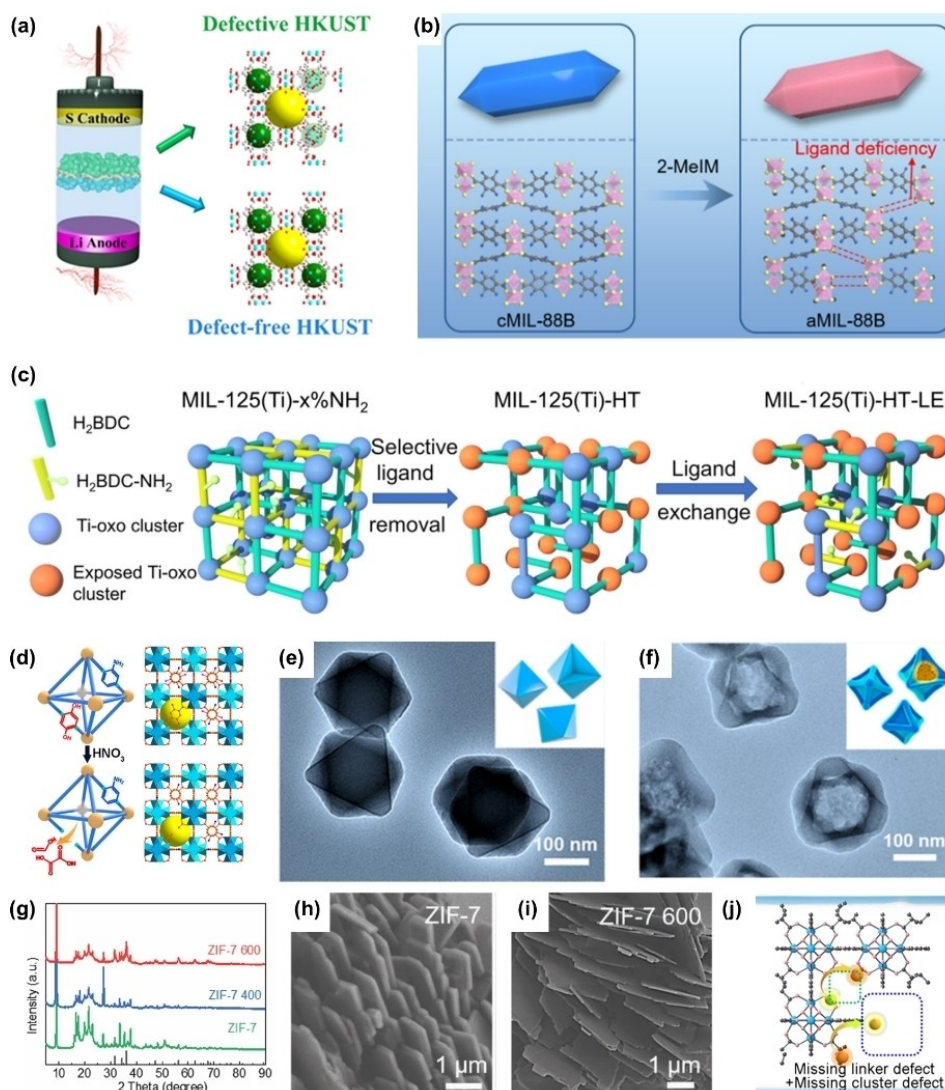 (a)
Defective HKUST
S Cathode
Li Anode
Defect-free HKUST
(b)
2-MeIM
Ligand deficiency
cMIL-88B
aMIL-88B
(c)
H₂BDC
H₂BDC-NH₂
Ti-oxo cluster
Exposed Ti-oxo
cluster
MIL-125(Ti)-x%NH₂
Selective
ligand
removal
MIL-125(Ti)-HT
Ligand
exchange
MIL-125(Ti)-HT-LE
(d)
NH₂
OH
HNO₃
NH₂
(e)
100 nm
(f)
100 nm
(g)
Intensity (a.u.)
ZIF-7 600
ZIF-7 400
ZIF-7
10 20 30 40 50 60 70 80 90
2 Theta (degree)
(h)
ZIF-7
1 μm
(i)
ZIF-7 600
1 μm
(j)
Missing linker defect
+Missing cluster defect